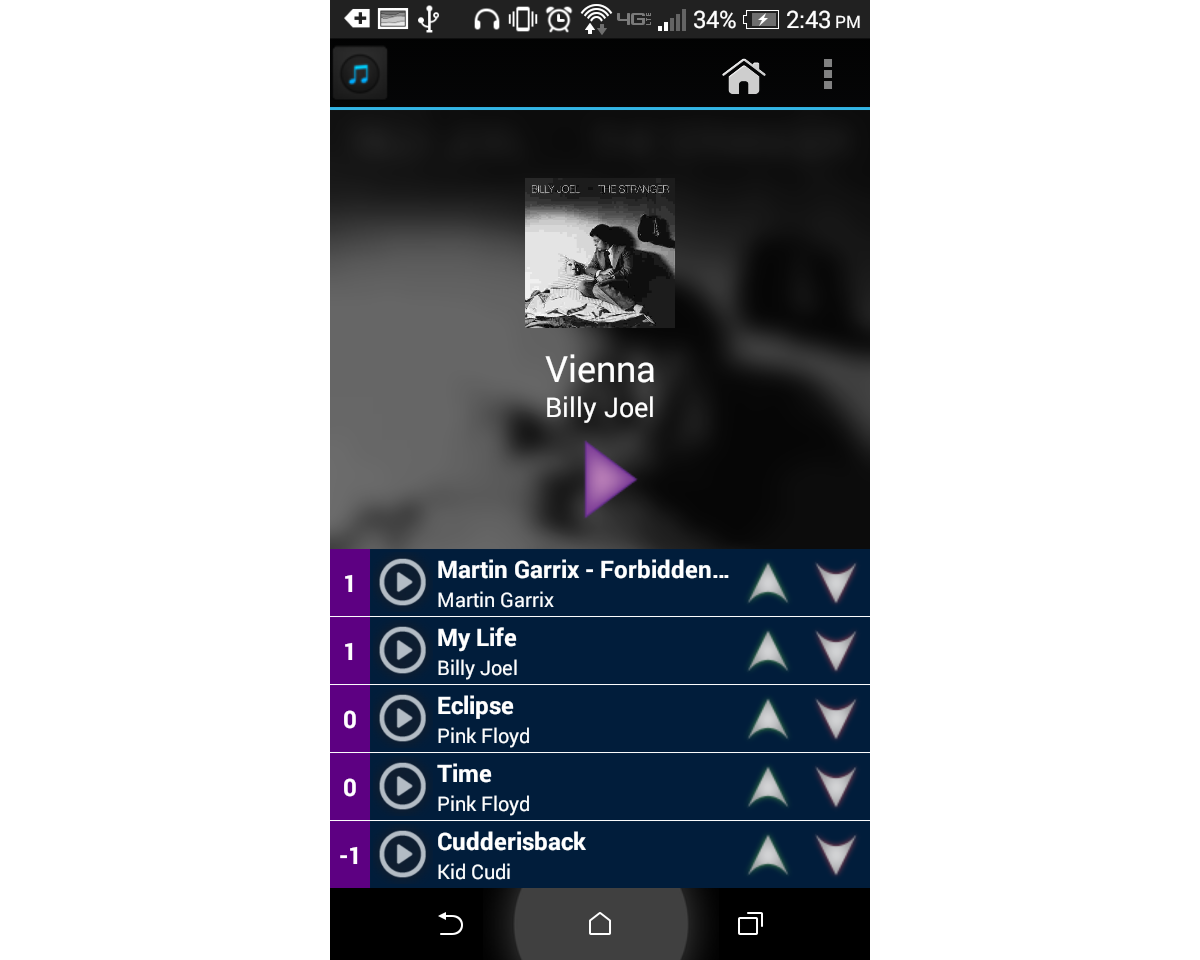 4G LTE 34% 2:43 PM
BILLY JOEL - THE STRANGER
Vienna
Billy Joel
1 Martin Garrix - Forbidden...
Martin Garrix
1 My Life
Billy Joel
0 Eclipse
Pink Floyd
0 Time
Pink Floyd
-1 Cudderisback
Kid Cudi